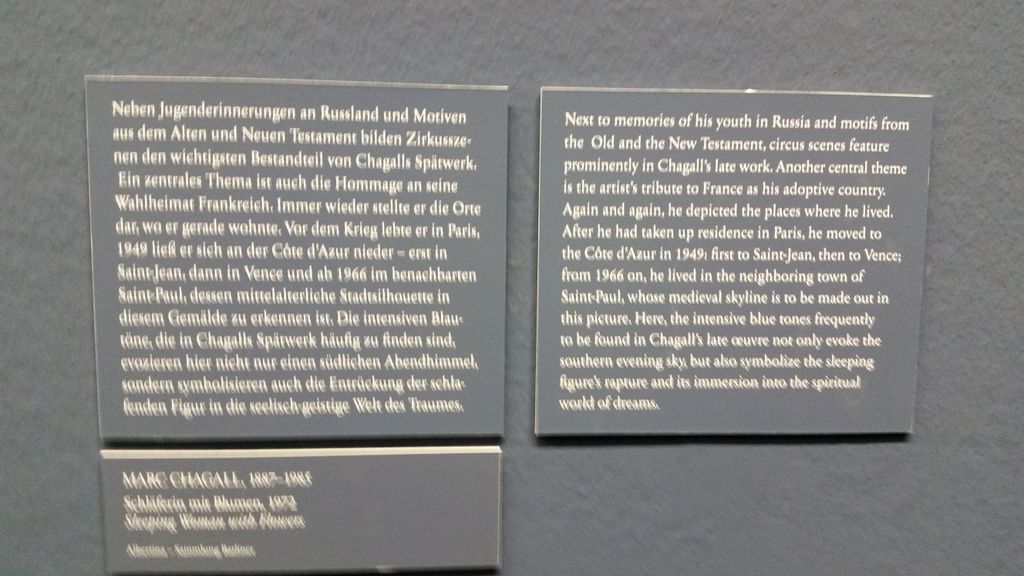 Neben Jugenderinnerungen an Russland und Motiven
aus dem Alten und Neuen Testament bilden Zirkussze-
nen den wichtigsten Bestandteil von Chagalls Spätwerk.
Ein zentrales Thema ist auch die Hommage an seine
Wahlheimat Frankreich. Immer wieder stellte er die Orte
dar, wo er gerade wohnte. Vor dem Krieg lebte er in Paris,
1949 ließ er sich an der Côte d'Azur nieder – erst in
Saint-Jean, dann in Vence und ab 1966 im benachbarten
Saint-Paul, dessen mittelalterliche Stadtsilhouette in
diesem Gemälde zu erkennen ist. Die intensiven Blau-
töne, die in Chagalls Spätwerk häufig zu finden sind,
evozieren hier nicht nur einen südlichen Abendhimmel,
sondern symbolisieren auch die Entrückung der schla-
fenden Figur in die seelisch-geistige Welt des Traumes.
Next to memories of his youth in Russia and motifs from
the Old and the New Testament, circus scenes feature
prominently in Chagall's late work. Another central theme
is the artist's tribute to France as his adoptive country.
Again and again, he depicted the places where he lived.
After he had taken up residence in Paris, he moved to
the Côte d'Azur in 1949: first to Saint-Jean, then to Vence;
from 1966 on, he lived in the neighboring town of
Saint-Paul, whose medieval skyline is to be made out in
this picture. Here, the intensive blue tones frequently
to be found in Chagall's late œuvre not only evoke the
southern evening sky, but also symbolize the sleeping
figure's rapture and its immersion into the spiritual
world of dreams.
MARC CHAGALL, 1887–1985
Schläferin mit Blumen, 1972
Sleeping Woman with Flowers
Albertina – Sammlung Batliner